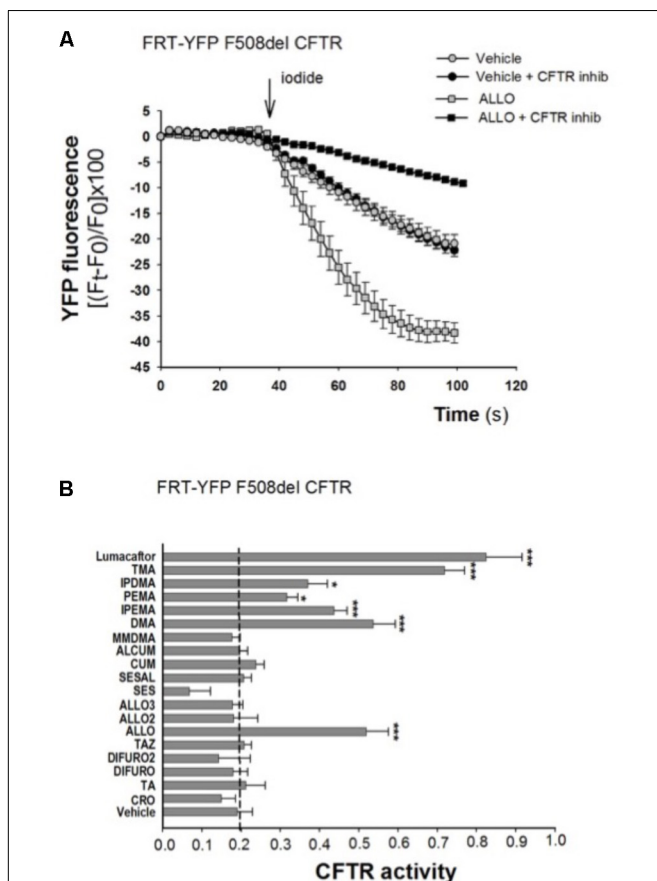 A
FRT-YFP F508del CFTR
iodide
Vehicle
Vehicle + CFTR inhib
ALLO
ALLO + CFTR inhib
YFP fluorescence
[(Ft-F0)/F0]x100
5
0
-5
-10
-15
-20
-25
-30
-35
-40
-45
0 20 40 60 80 100 120
Time (s)
B
FRT-YFP F508del CFTR
Lumacaftor ***
TMA ***
IPDMA *
PEMA *
IPEMA ***
DMA ***
MMDMA
ALCUM
CUM
SESAL
SES
ALLO3
ALLO2
ALLO ***
TAZ
DIFURO2
DIFURO
TA
CRO
Vehicle
0.0 0.1 0.2 0.3 0.4 0.5 0.6 0.7 0.8 0.9 1.0
CFTR activity